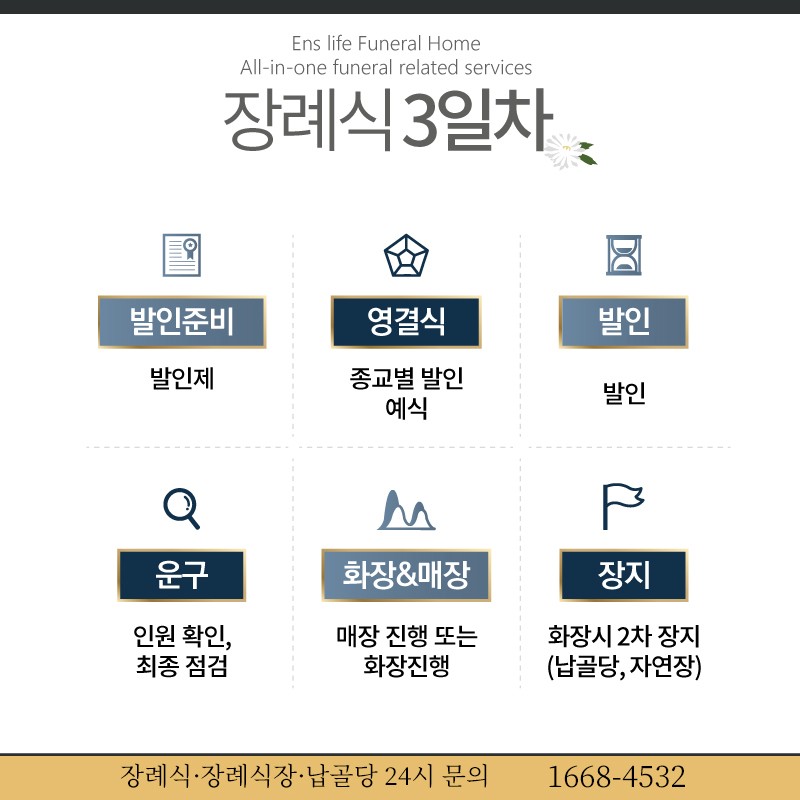 Ens life Funeral Home
All-in-one funeral related services
장례식 3일차
발인준비
발인제
영결식
종교별 발인
예식
발인
발인
운구
인원 확인,
최종 점검
화장&매장
매장 진행 또는
화장진행
장지
화장시 2차 장지
(납골당, 자연장)
장례식·장례식장·납골당 24시 문의 1668-4532